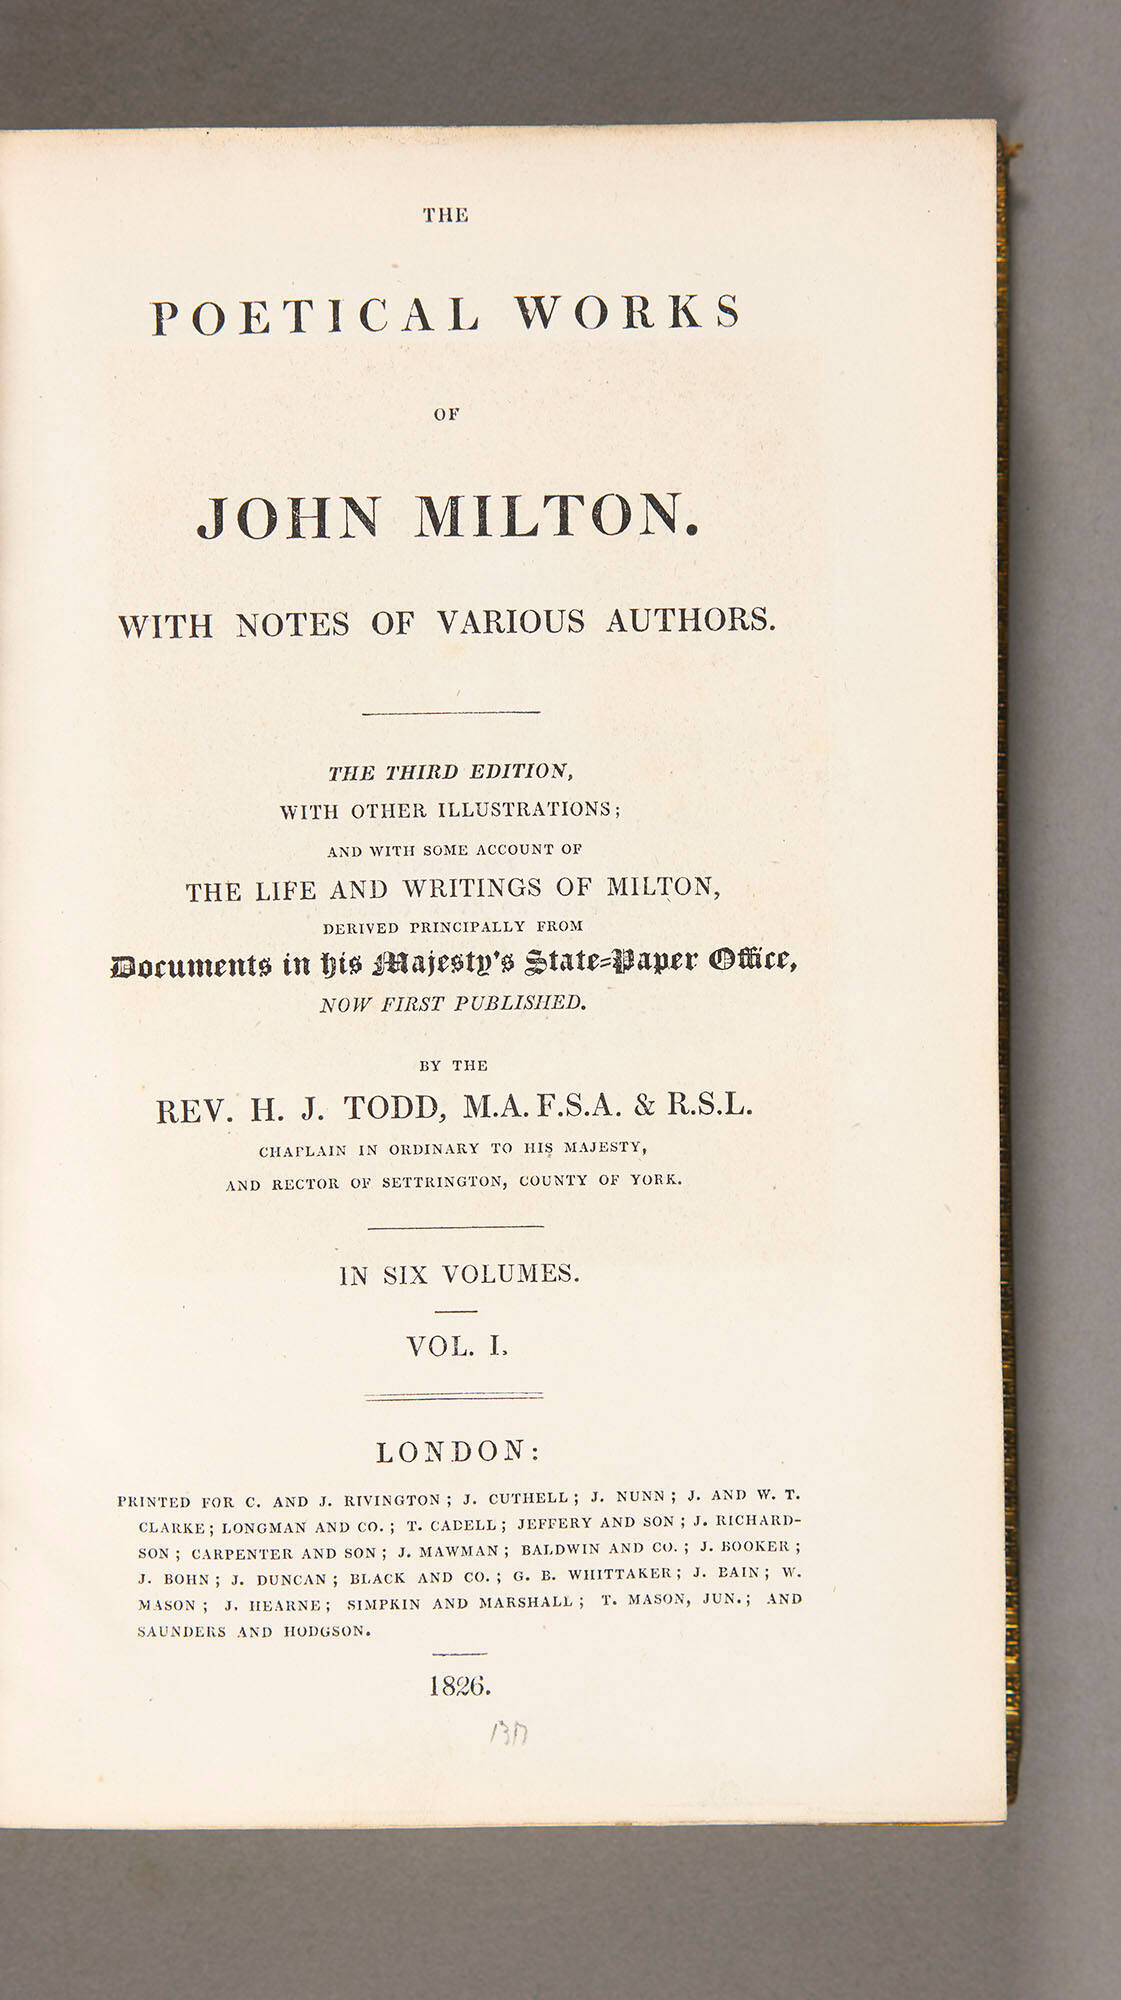 THE
POETICAL WORKS
OF
JOHN MILTON.
WITH NOTES OF VARIOUS AUTHORS.
THE THIRD EDITION,
WITH OTHER ILLUSTRATIONS;
AND WITH SOME ACCOUNT OF
THE LIFE AND WRITINGS OF MILTON,
DERIVED PRINCIPALLY FROM
Documents in his Majesty's State-Paper Office,
NOW FIRST PUBLISHED.
BY THE
REV. H. J. TODD, M.A. F.S.A. & R.S.L.
CHAPLAIN IN ORDINARY TO HIS MAJESTY,
AND RECTOR OF SETTRINGTON, COUNTY OF YORK.
IN SIX VOLUMES.
VOL. I.
LONDON:
PRINTED FOR C. AND J. RIVINGTON; J. CUTHELL; J. NUNN; J. AND W. T.
CLARKE; LONGMAN AND CO.; T. CADELL; JEFFERY AND SON; J. RICHARD-
SON; CARPENTER AND SON; J. MAWMAN; BALDWIN AND CO.; J. BOOKER;
J. BOHN; J. DUNCAN; BLACK AND CO.; G. B. WHITTAKER; J. BAIN; W.
MASON; J. HEARNE; SIMPKIN AND MARSHALL; T. MASON, JUN.; AND
SAUNDERS AND HODGSON.
1826.